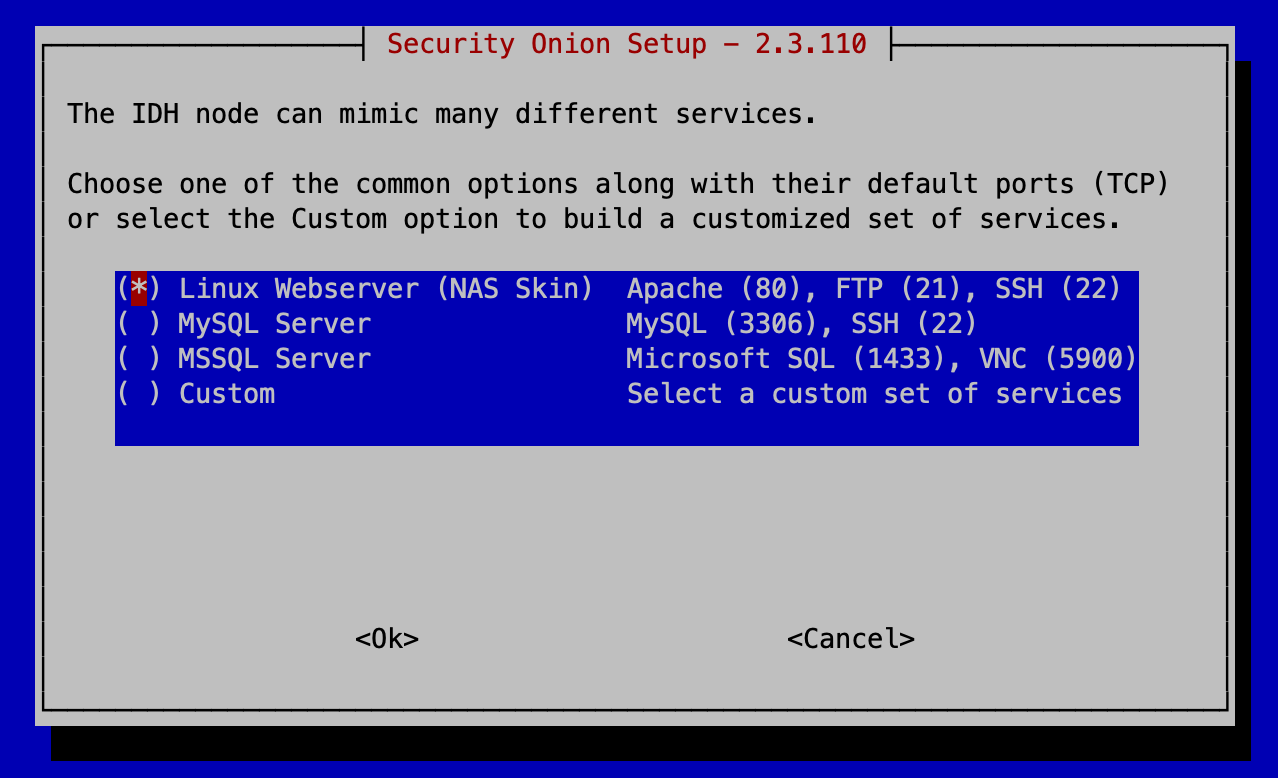 Security Onion Setup - 2.3.110
The IDH node can mimic many different services.
Choose one of the common options along with their default ports (TCP)
or select the Custom option to build a customized set of services.
(*) Linux Webserver (NAS Skin)  Apache (80), FTP (21), SSH (22)
( ) MySQL Server                MySQL (3306), SSH (22)
( ) MSSQL Server                Microsoft SQL (1433), VNC (5900)
( ) Custom                      Select a custom set of services
<Ok>                       <Cancel>